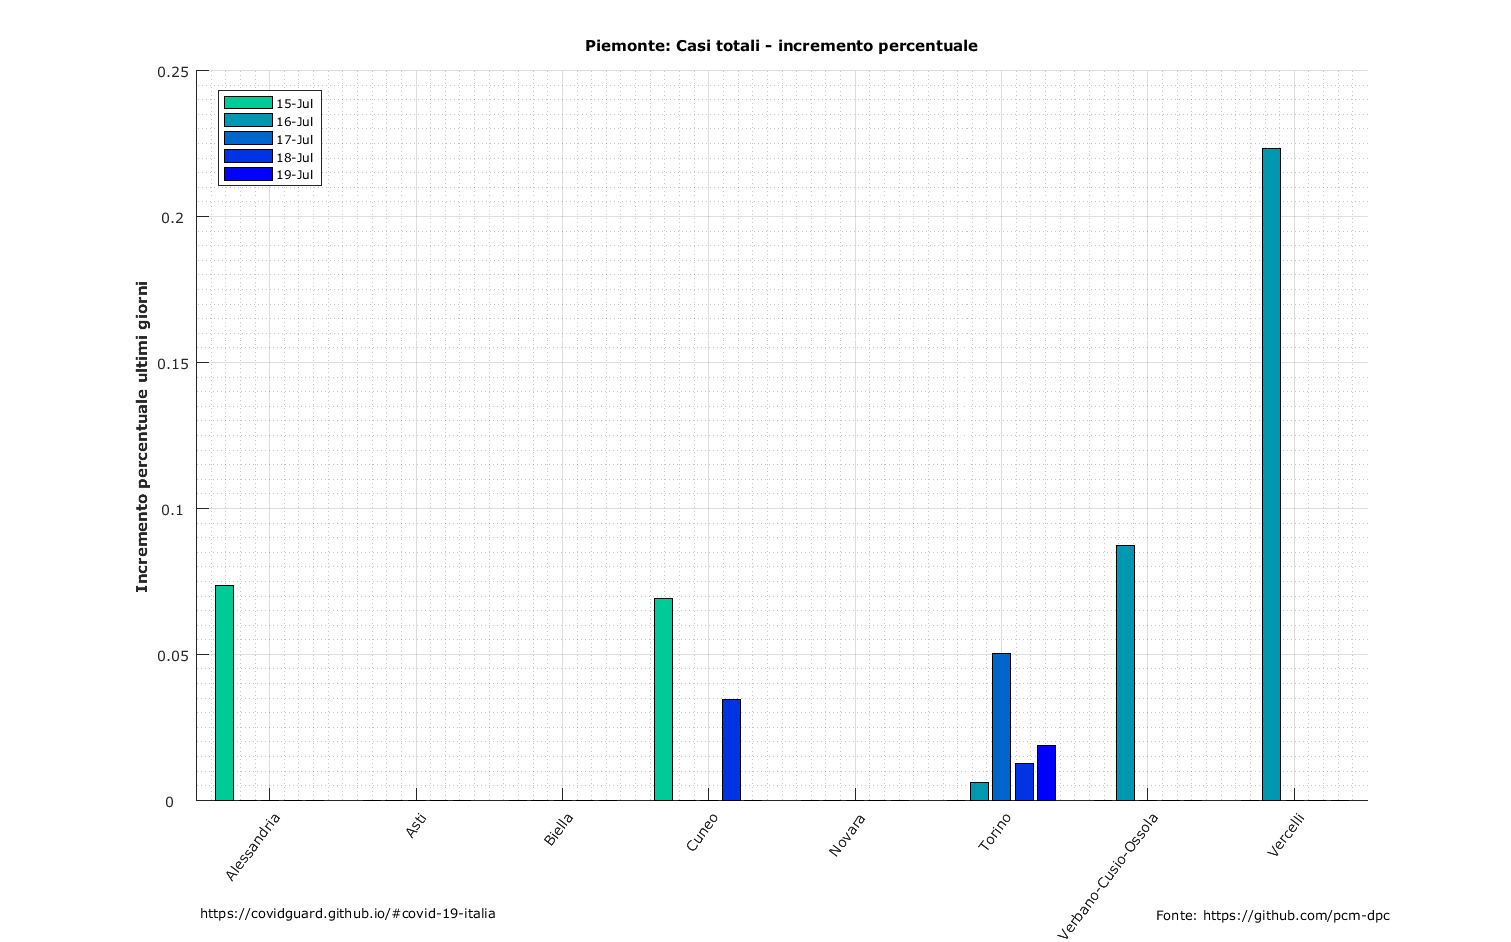 Piemonte: Casi totali - incremento percentuale
0.25
0.2
0.15
0.1
0.05
0
Incremento percentuale ultimi giorni
15-Jul
16-Jul
17-Jul
18-Jul
19-Jul
Alessandria
Asti
Biella
Cuneo
Novara
Torino
Verbano-Cusio-Ossola
Vercelli
https://covidguard.github.io/#covid-19-italia
Fonte: https://github.com/pcm-dpc